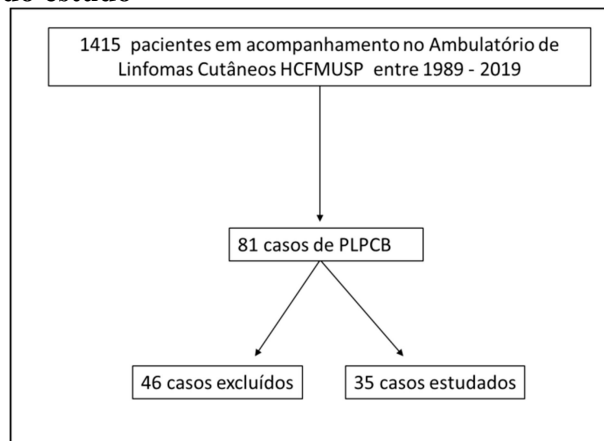 do estudo
1415 pacientes em acompanhamento no Ambulatório de
Linfomas Cutâneos HCFMUSP entre 1989 - 2019
81 casos de PLPCB
46 casos excluídos
35 casos estudados